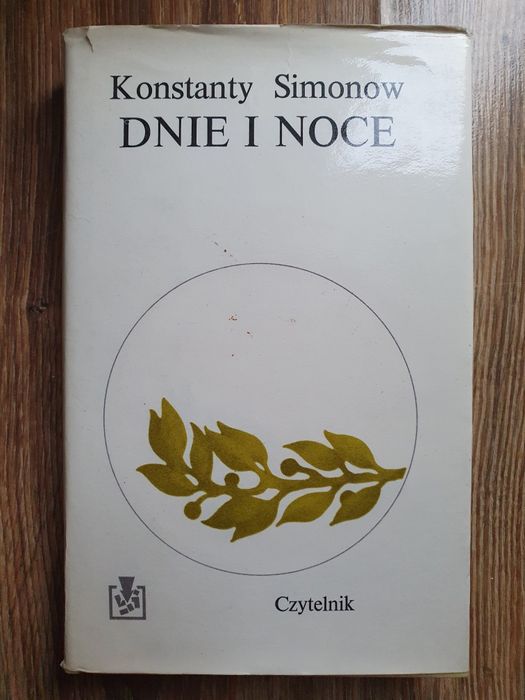 Konstanty Simonow
DNIE I NOCE
Czytelnik